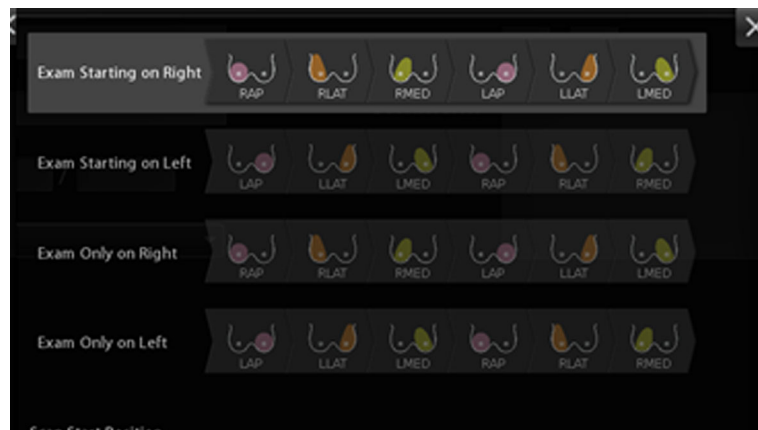 Exam Starting on Right
RAP RLAT RMED LAP LLAT LMED
Exam Starting on Left
LAP LLAT LMED RAP RLAT RMED
Exam Only on Right
RAP RLAT RMED LAP LLAT LMED
Exam Only on Left
LAP LLAT LMED RAP RLAT RMED